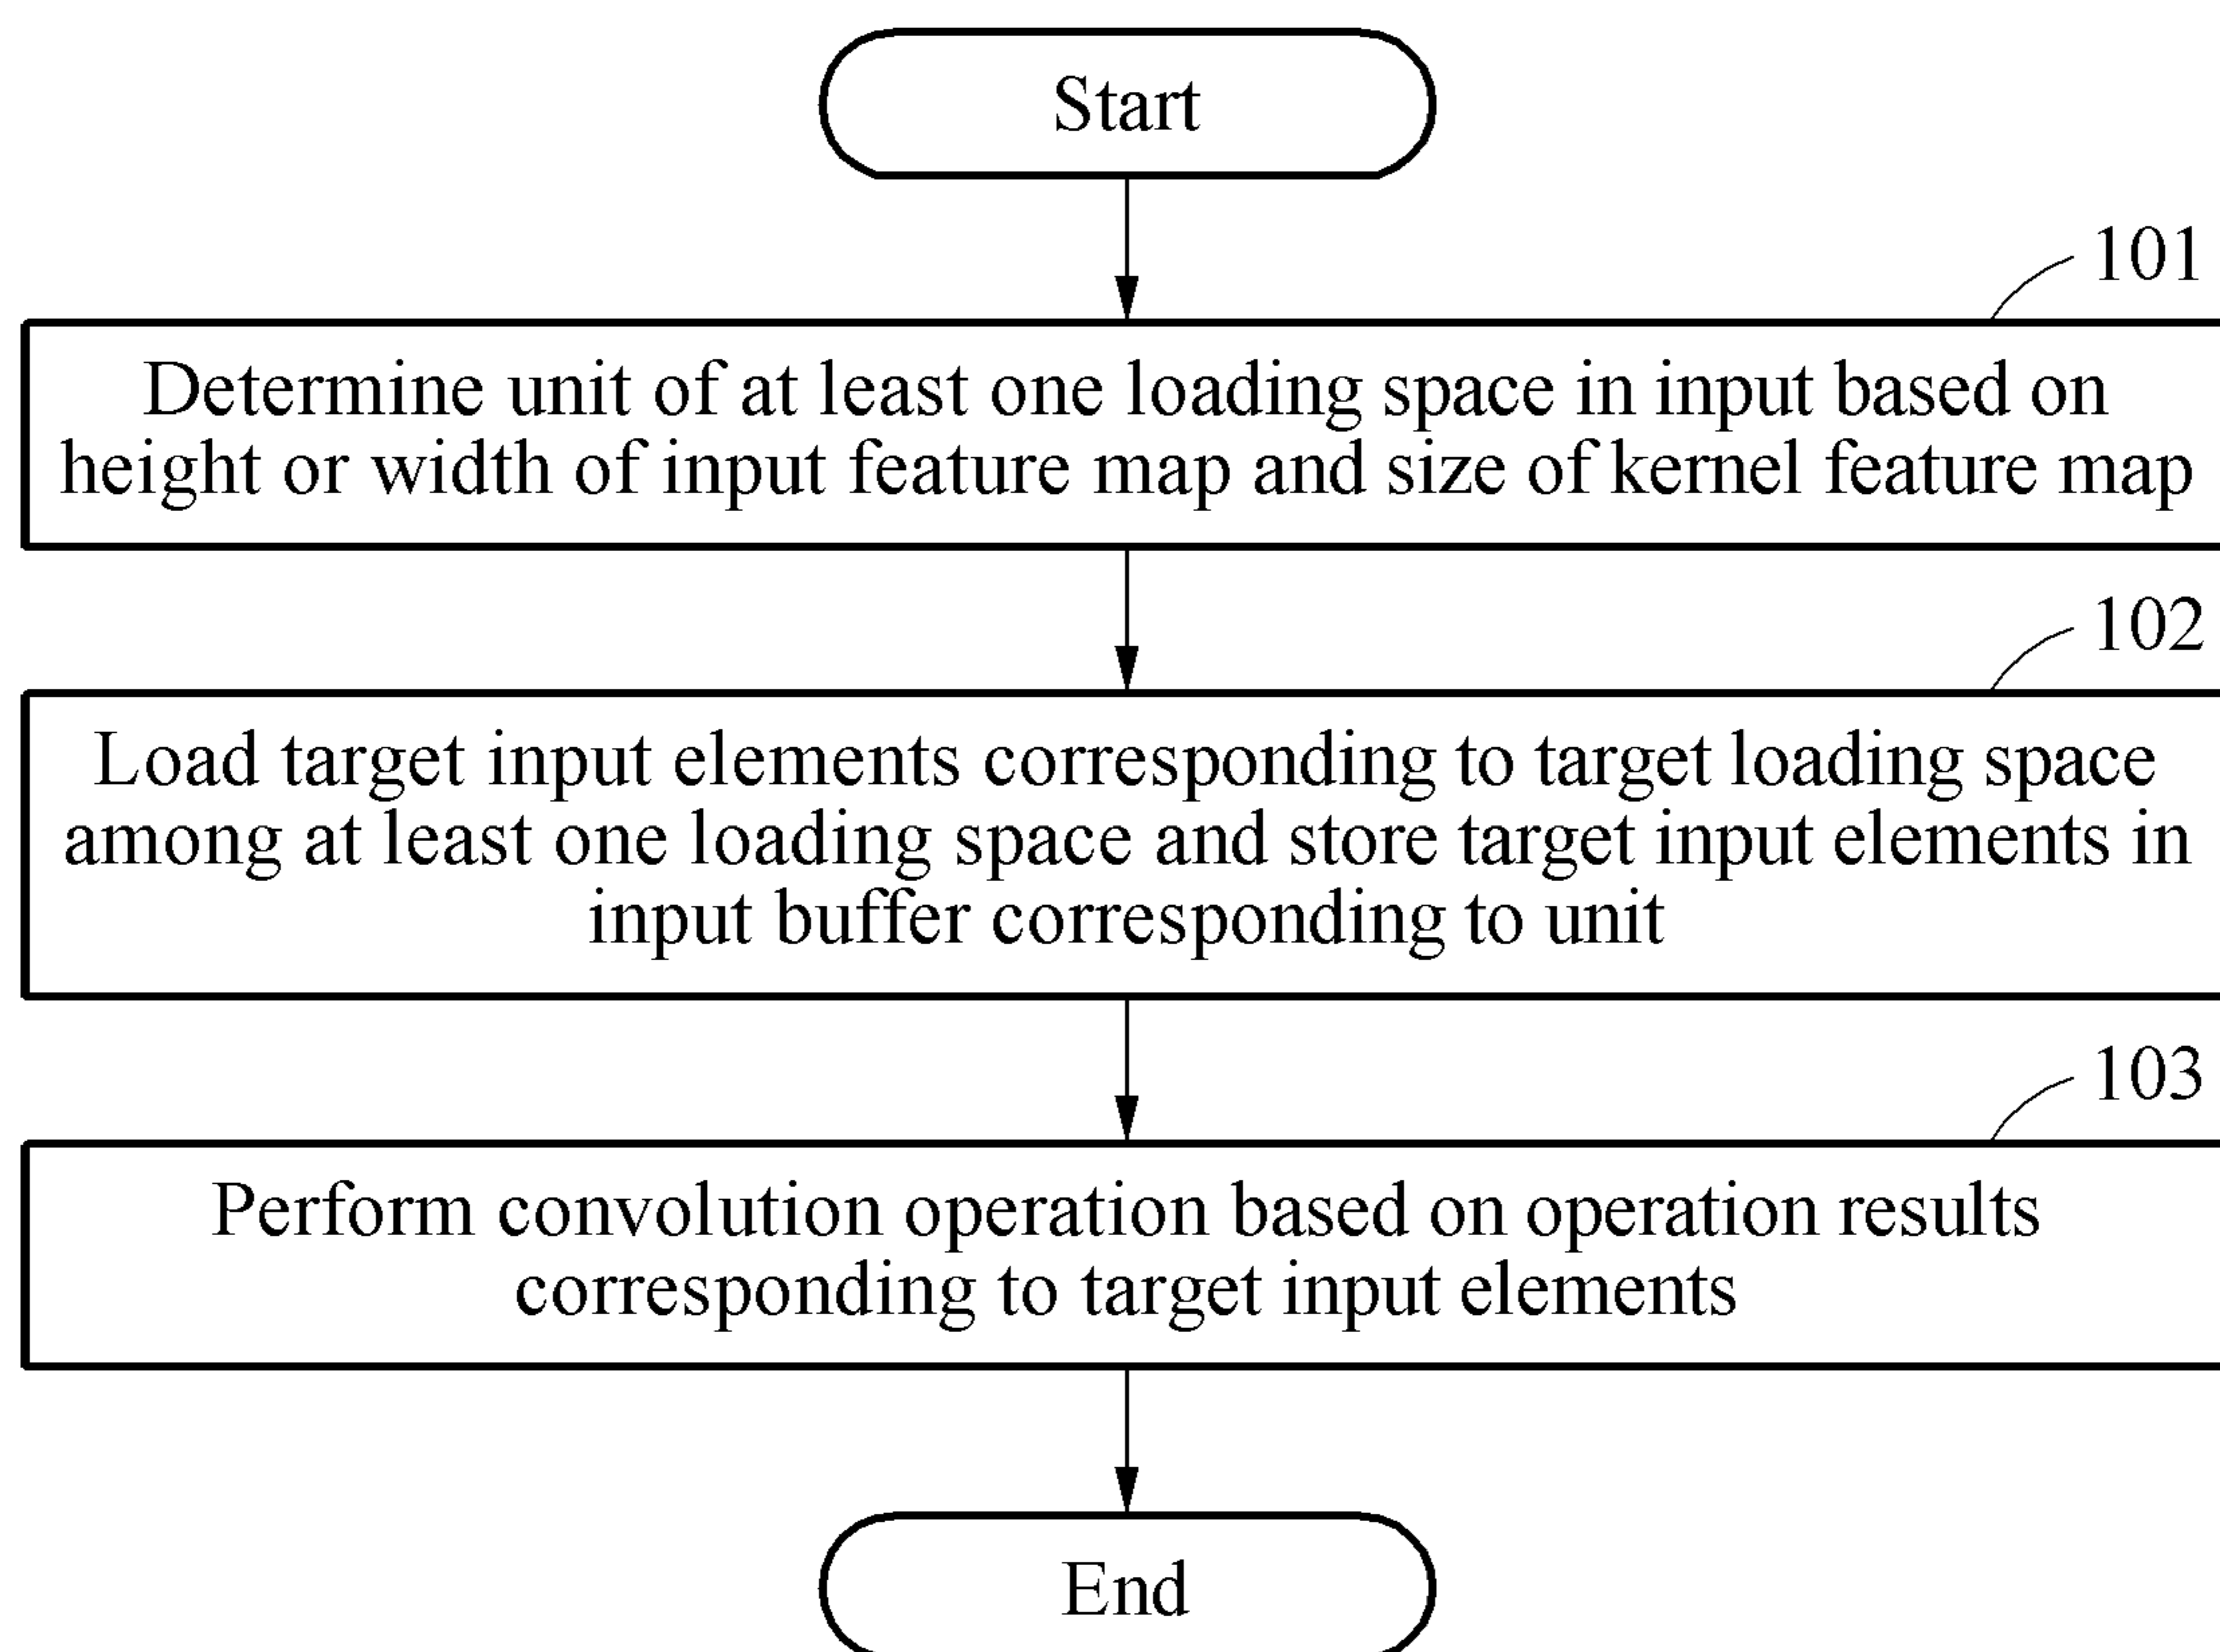 Start
101
Determine unit of at least one loading space in input based on
height or width of input feature map and size of kernel feature map
102
Load target input elements corresponding to target loading space
among at least one loading space and store target input elements in
input buffer corresponding to unit
103
Perform convolution operation based on operation results
corresponding to target input elements
End